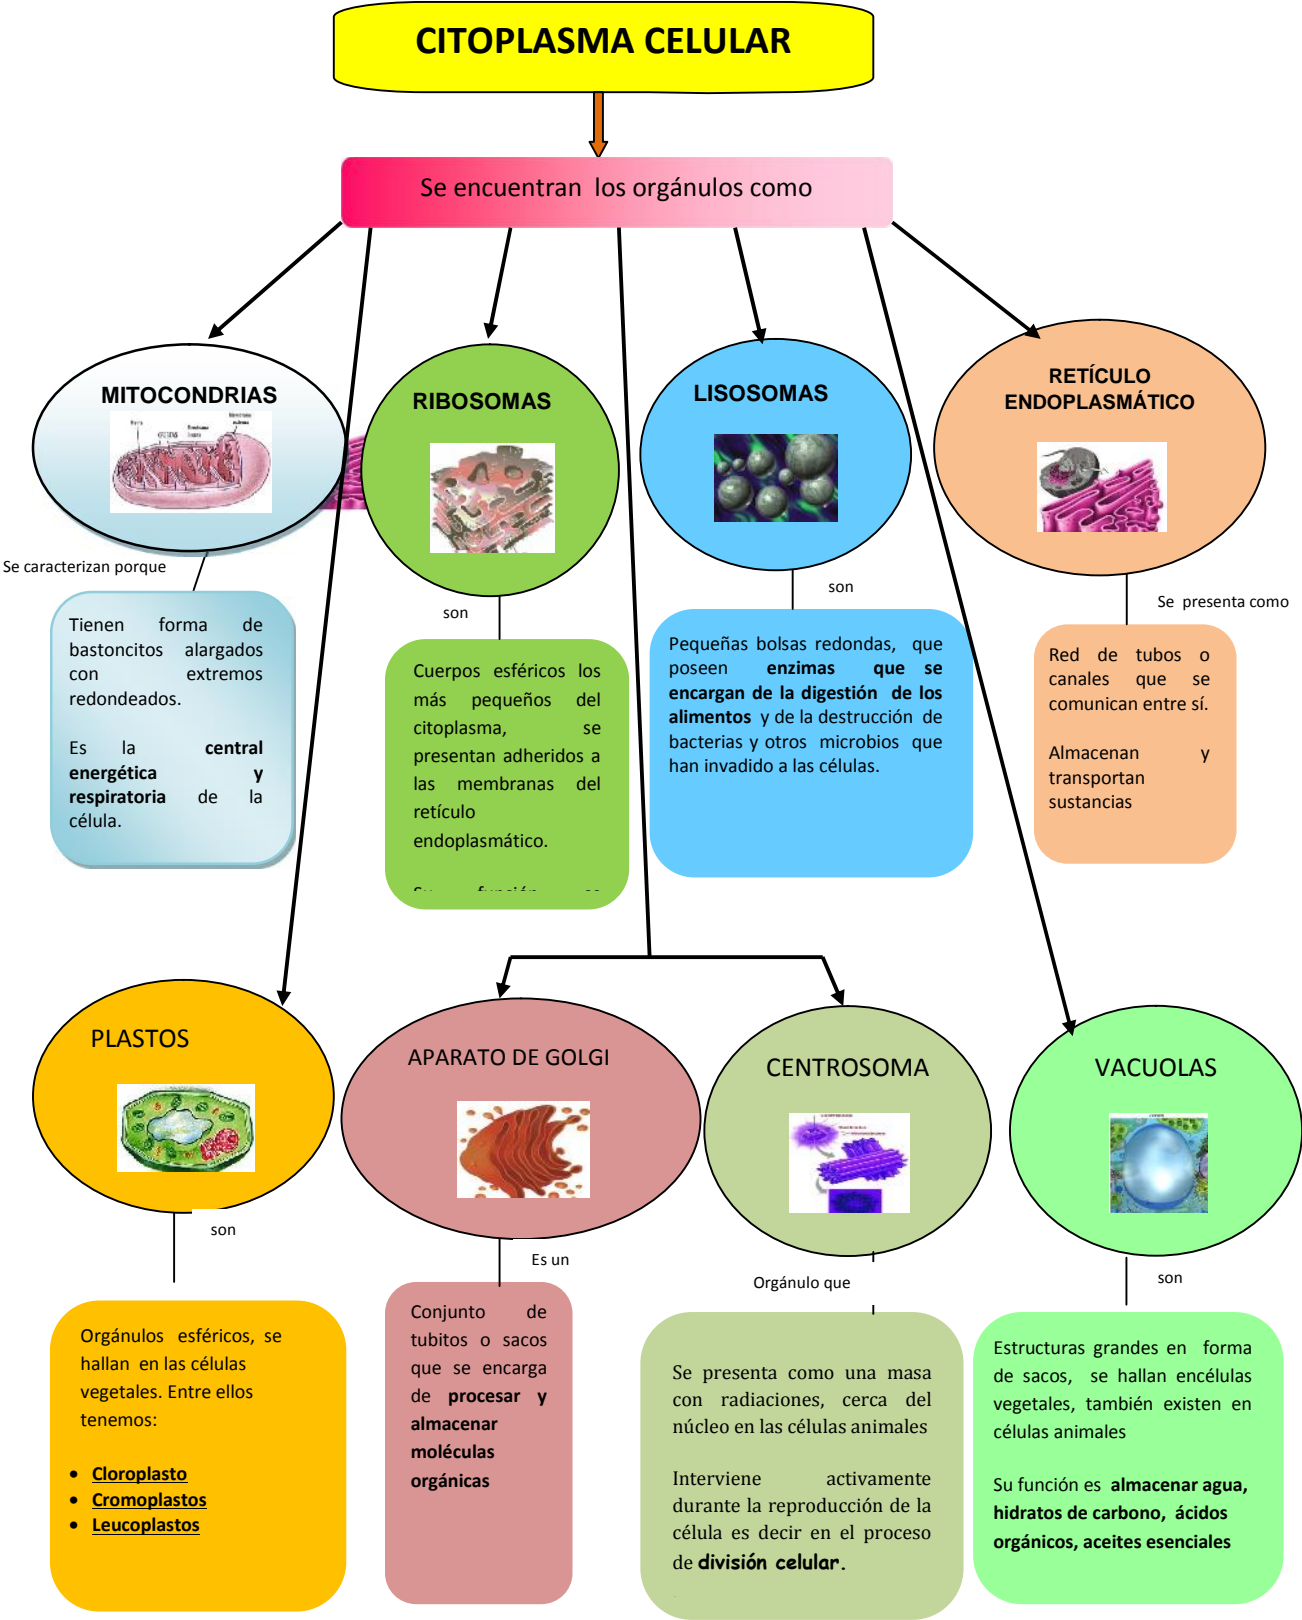 CITOPLASMA CELULAR
Se encuentran los orgánulos como
MITOCONDRIAS
RIBOSOMAS
LISOSOMAS
RETÍCULO
ENDOPLASMÁTICO
Se caracterizan porque
son
son
Se presenta como
Tienen forma de
bastoncitos alargados
con extremos
redondeados.
Es la central
energética y
respiratoria de la
célula.
Cuerpos esféricos los
más pequeños del
citoplasma, se
presentan adheridos a
las membranas del
retículo
endoplasmático.
Pequeñas bolsas redondas, que
poseen enzimas que se
encargan de la digestión de los
alimentos y de la destrucción de
bacterias y otros microbios que
han invadido a las células.
Red de tubos o
canales que se
comunican entre sí.
Almacenan y
transportan
sustancias
PLASTOS
APARATO DE GOLGI
CENTROSOMA
VACUOLAS
son
Es un
Orgánulo que
son
Orgánulos esféricos, se
hallan en las células
vegetales. Entre ellos
tenemos:
• Cloroplasto
• Cromoplastos
• Leucoplastos
Conjunto de
tubitos o sacos
que se encarga
de procesar y
almacenar
moléculas
orgánicas
Se presenta como una masa
con radiaciones, cerca del
núcleo en las células animales
Interviene activamente
durante la reproducción de la
célula es decir en el proceso
de división celular.
Estructuras grandes en forma
de sacos, se hallan encélulas
vegetales, también existen en
células animales
Su función es almacenar agua,
hidratos de carbono, ácidos
orgánicos, aceites esenciales